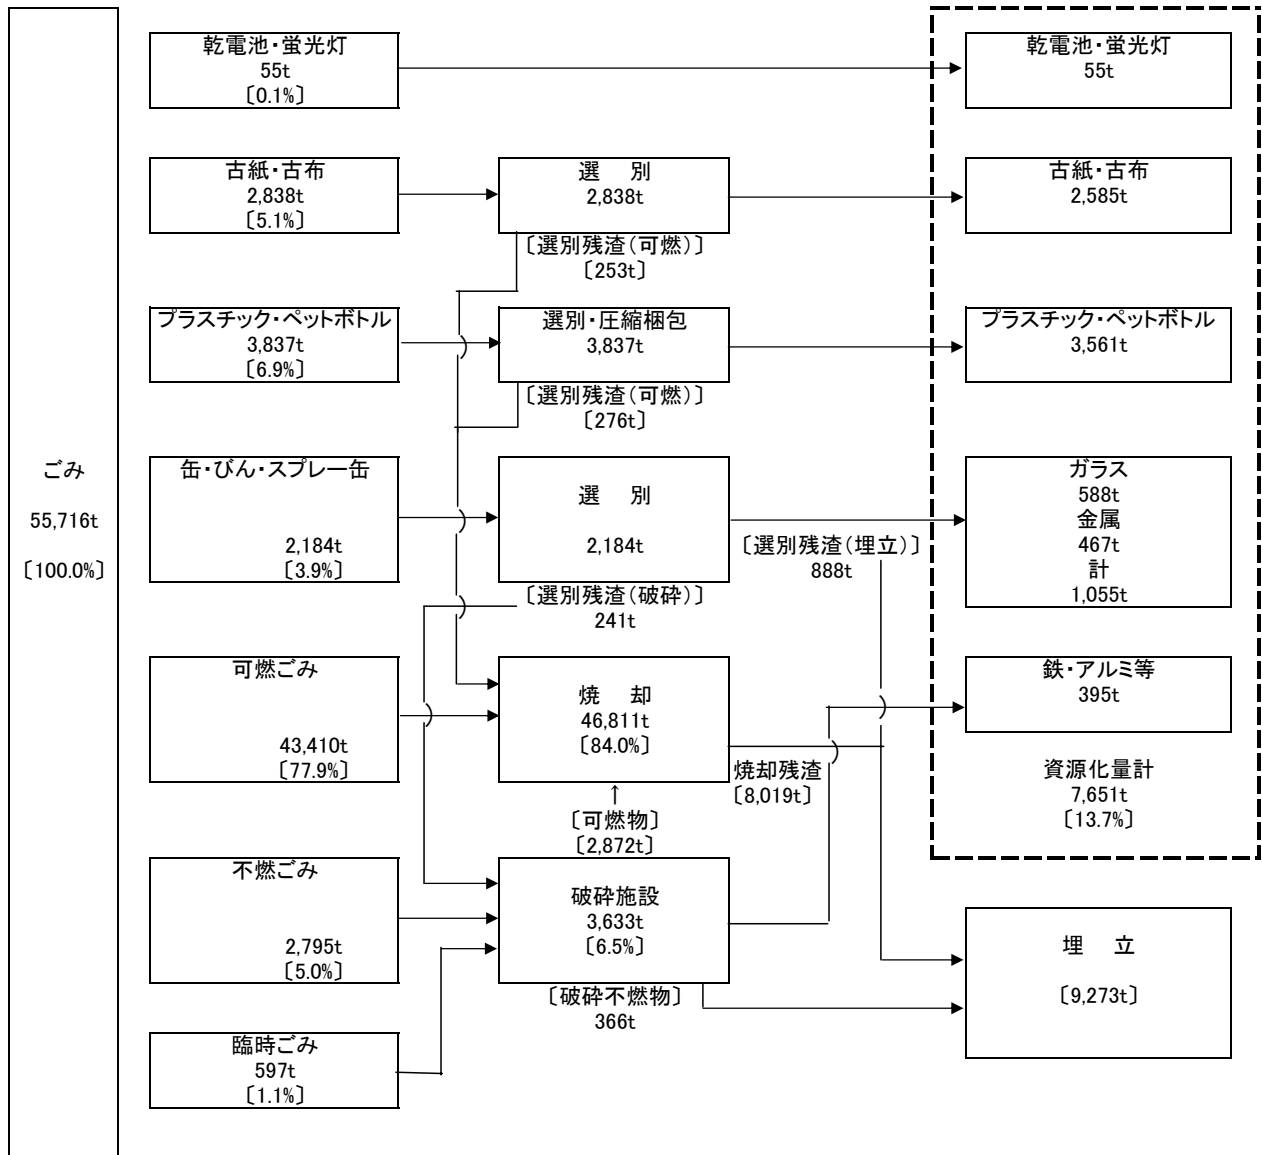 ごみ
55,716t
〔100.0%〕
乾電池・蛍光灯
55t
〔0.1%〕
乾電池・蛍光灯
55t
古紙・古布
2,838t
〔5.1%〕
選　別
2,838t
〔選別残渣(可燃)〕
〔253t〕
古紙・古布
2,585t
プラスチック・ペットボトル
3,837t
〔6.9%〕
選別・圧縮梱包
3,837t
〔選別残渣(可燃)〕
〔276t〕
プラスチック・ペットボトル
3,561t
缶・びん・スプレー缶
2,184t
〔3.9%〕
選　別
2,184t
〔選別残渣(破砕)〕
241t
〔選別残渣(埋立)〕
888t
ガラス
588t
金属
467t
計
1,055t
可燃ごみ
43,410t
〔77.9%〕
焼　却
46,811t
〔84.0%〕
焼却残渣
〔8,019t〕
↑
〔可燃物〕
〔2,872t〕
鉄・アルミ等
395t
資源化量計
7,651t
〔13.7%〕
不燃ごみ
2,795t
〔5.0%〕
破砕施設
3,633t
〔6.5%〕
〔破砕不燃物〕
366t
埋　立
〔9,273t〕
臨時ごみ
597t
〔1.1%〕